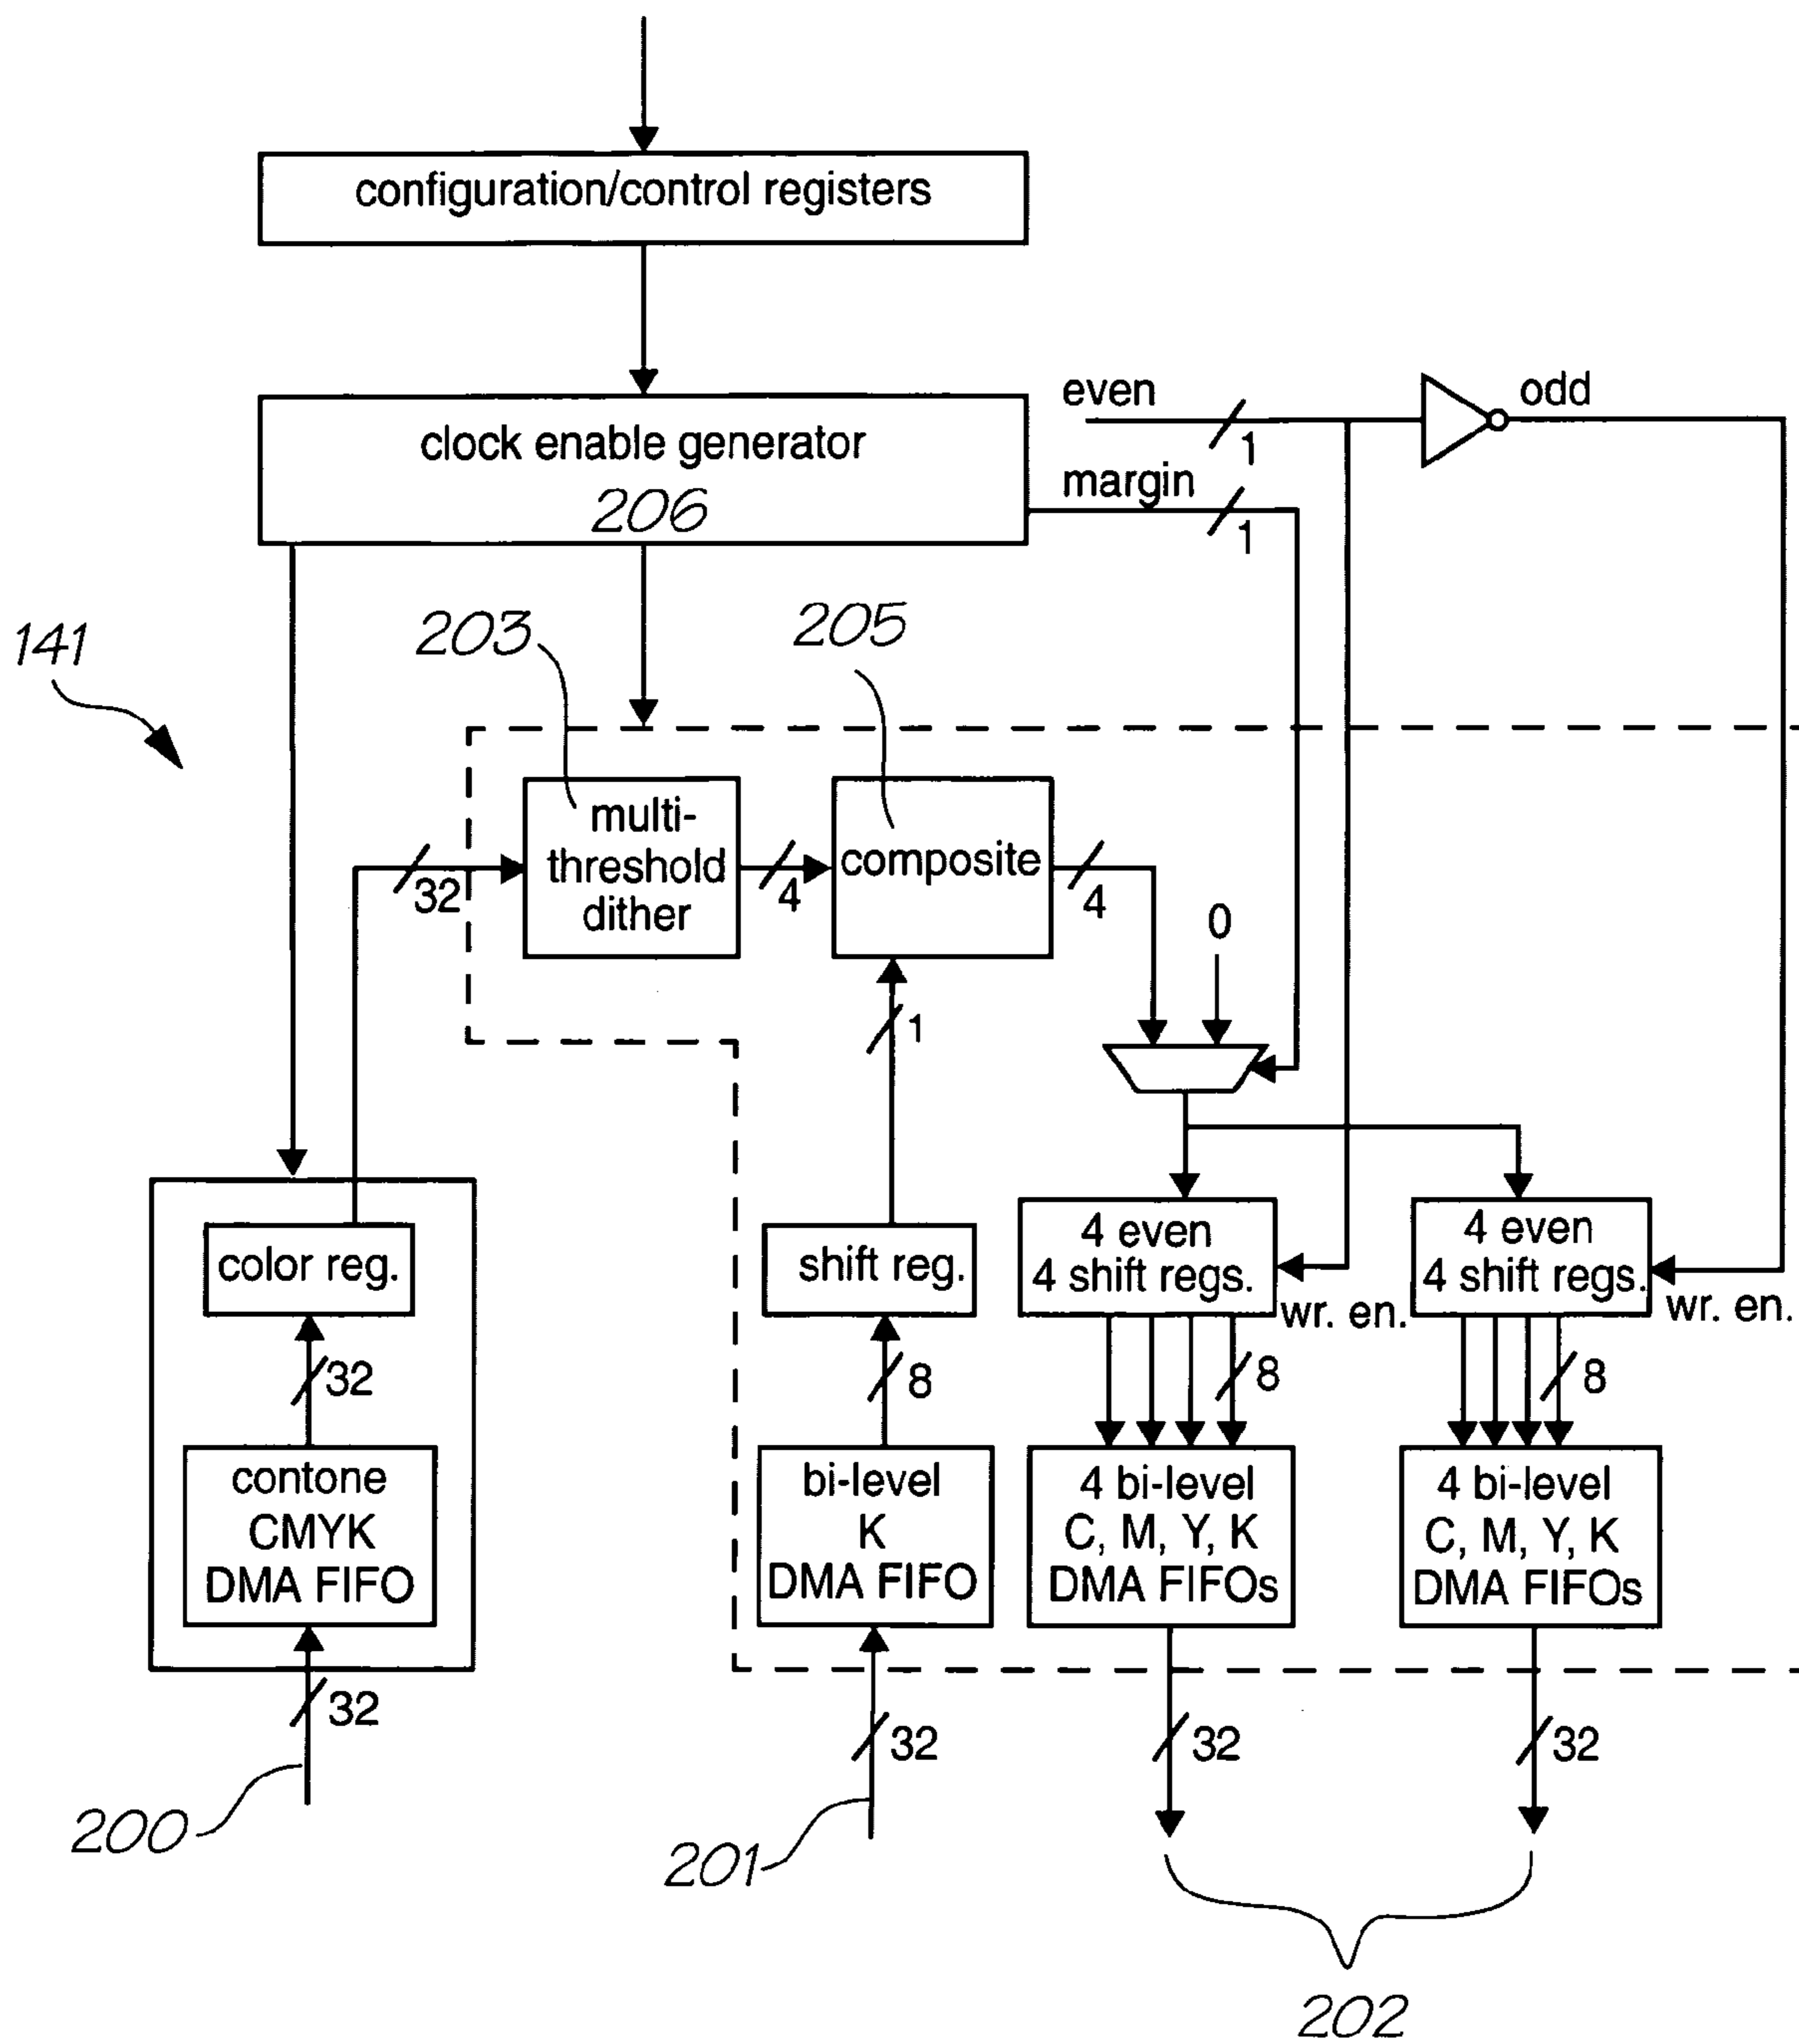 configuration/control registers
even
odd
1
clock enable generator
206
margin
1
141
203
205
multi-
threshold
dither
composite
32
4
4
0
1
color reg.
shift reg.
4 even
4 shift regs.
wr. en.
4 even
4 shift regs.
wr. en.
32
8
8
8
contone
CMYK
DMA FIFO
bi-level
K
DMA FIFO
4 bi-level
C, M, Y, K
DMA FIFOs
4 bi-level
C, M, Y, K
DMA FIFOs
32
32
32
32
200
201
202